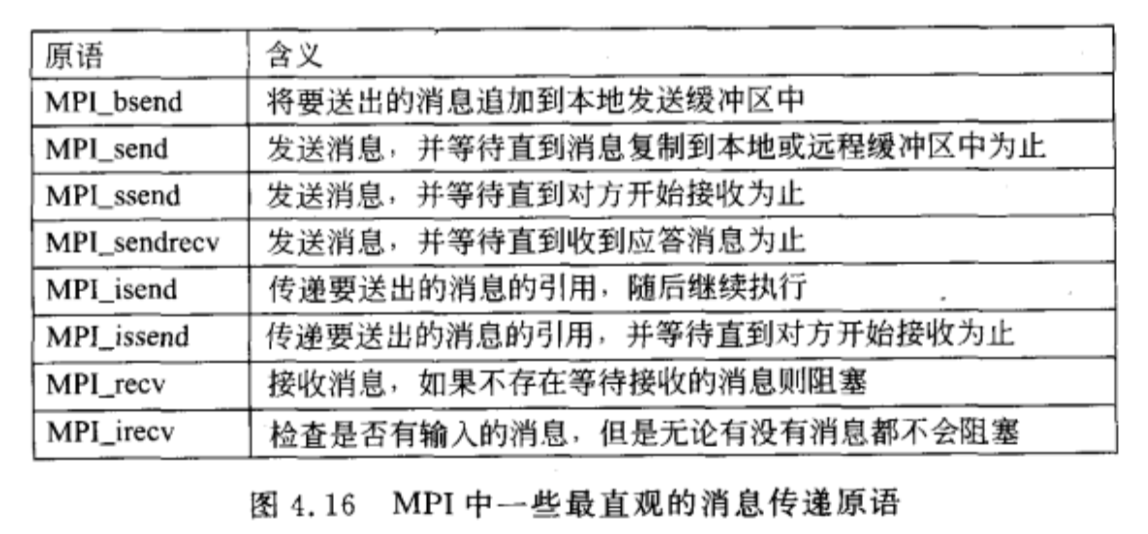 原语 含义
MPI_bsend 将要送出的消息追加到本地发送缓冲区中
MPI_send 发送消息，并等待直到消息复制到本地或远程缓冲区中为止
MPI_ssend 发送消息，并等待直到对方开始接收为止
MPI_sendrecv 发送消息，并等待直到收到应答消息为止
MPI_isend 传递要送出的消息的引用，随后继续执行
MPI_issend 传递要送出的消息的引用，并等待直到对方开始接收为止
MPI_recv 接收消息，如果不存在等待接收的消息则阻塞
MPI_irecv 检查是否有输入的消息，但是无论有没有消息都不会阻塞
图 4.16 MPI 中一些最直观的消息传递原语